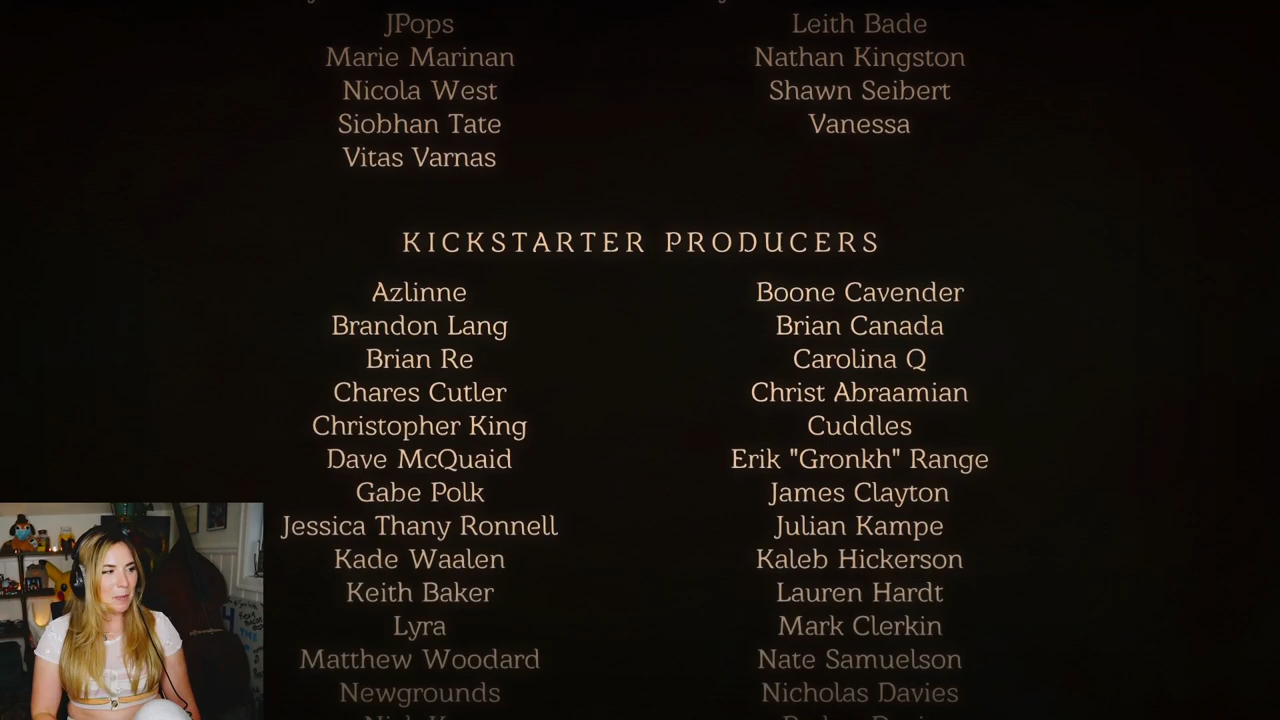 JPops
Leith Bade
Marie Marinan
Nathan Kingston
Nicola West
Shawn Seibert
Siobhan Tate
Vanessa
Vitas Varnas
KICKSTARTER PRODUCERS
Azlinne
Boone Cavender
Brandon Lang
Brian Canada
Brian Re
Carolina Q
Chares Cutler
Christ Abraamian
Christopher King
Cuddles
Dave McQuaid
Erik "Gronkh" Range
Gabe Polk
James Clayton
Jessica Thany Ronnell
Julian Kampe
Kade Waalen
Kaleb Hickerson
Keith Baker
Lauren Hardt
Lyra
Mark Clerkin
Matthew Woodard
Nate Samuelson
Newgrounds
Nicholas Davies